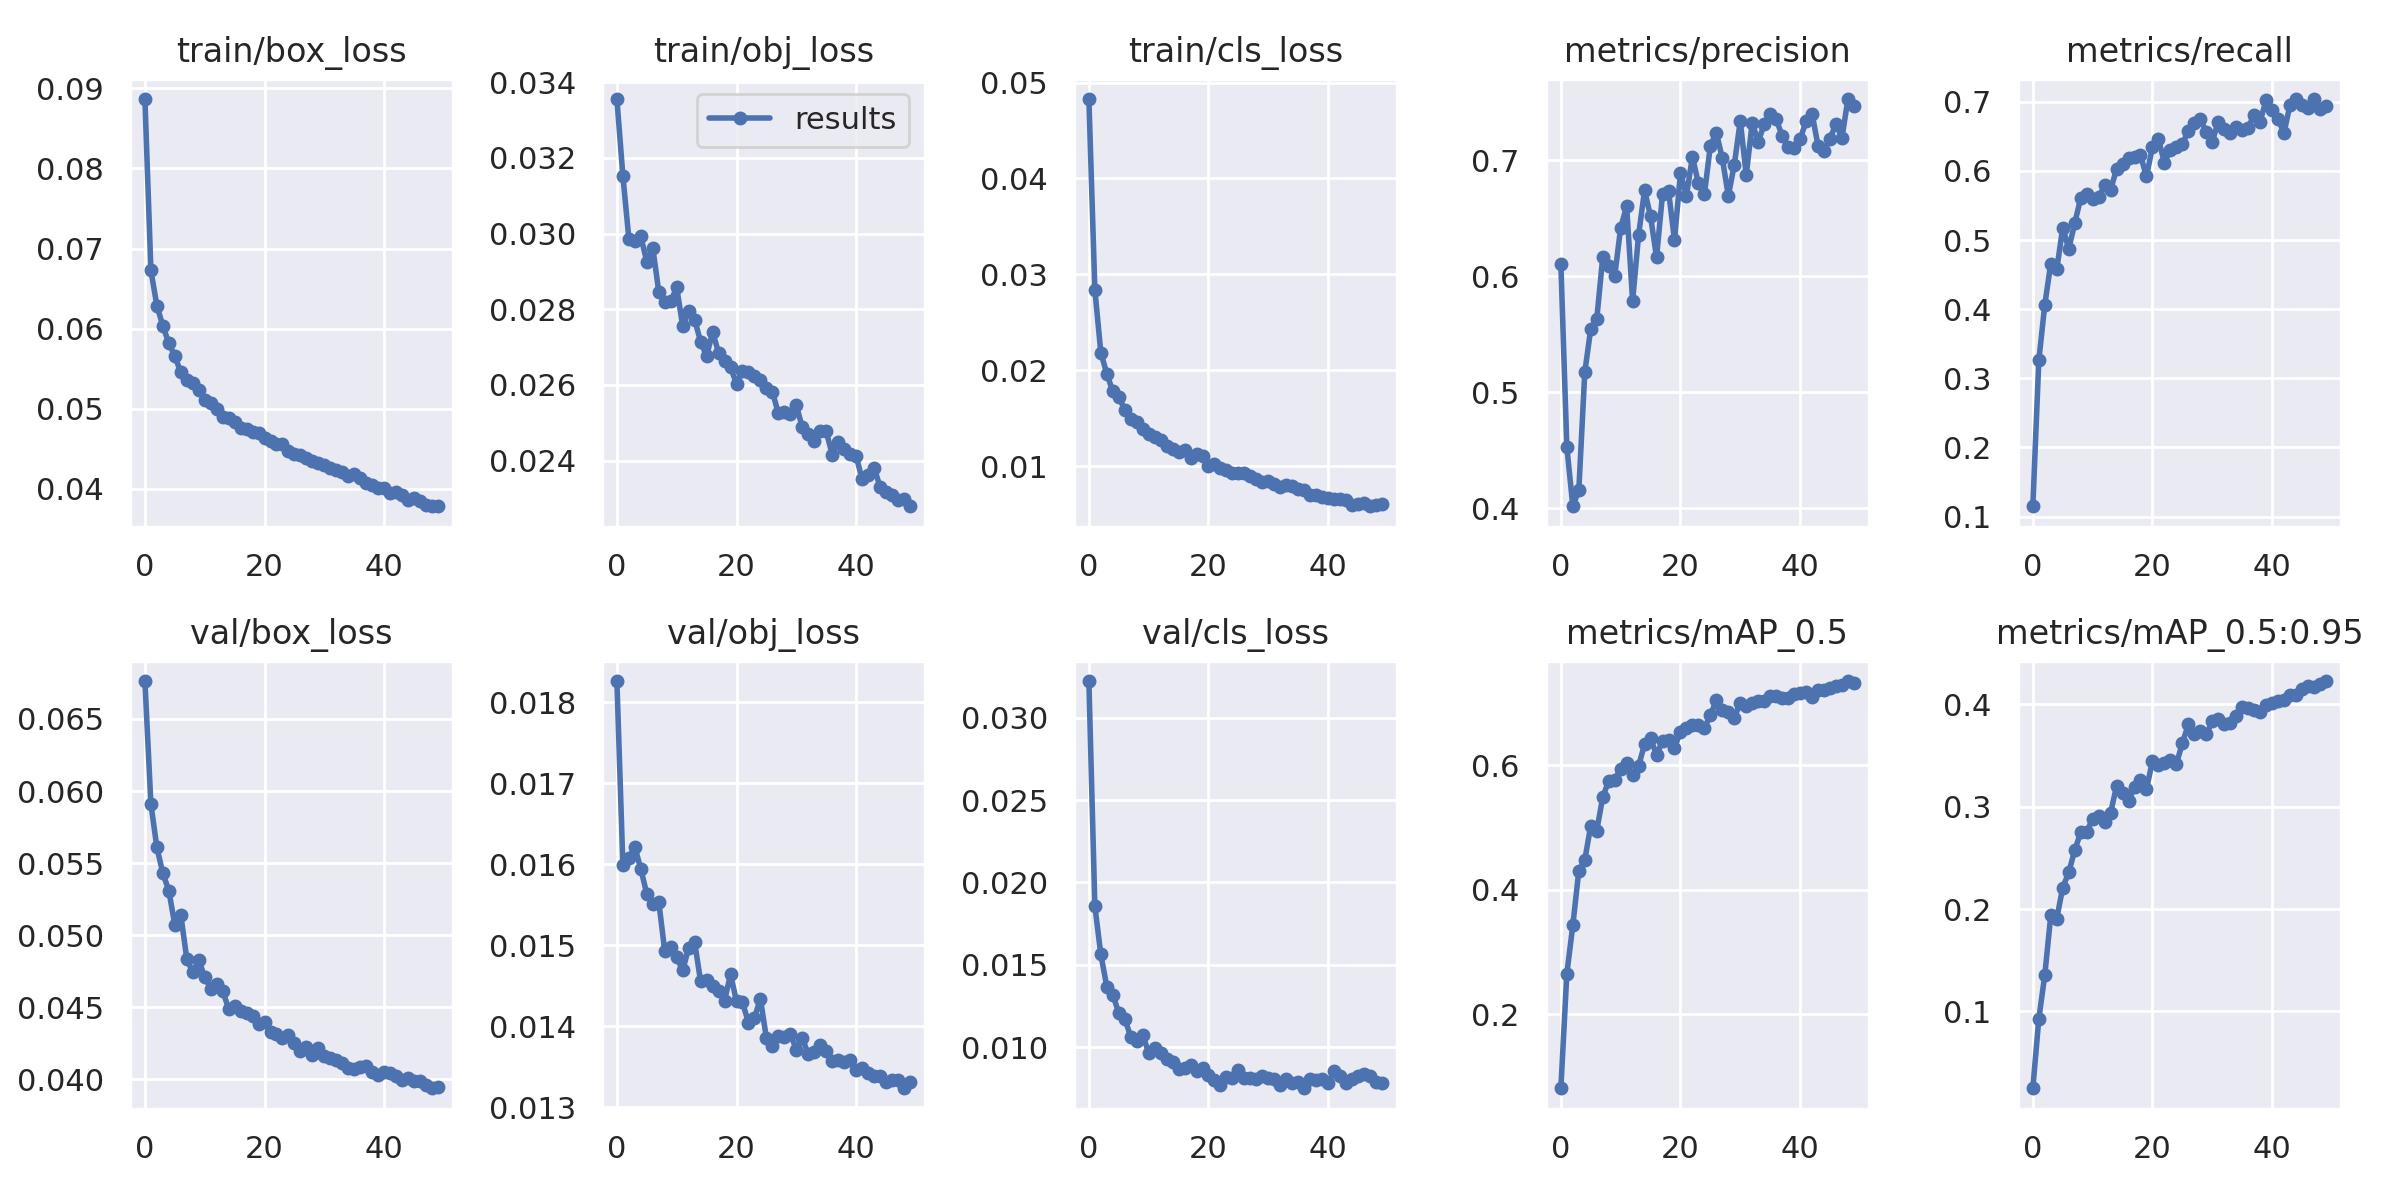 train/box_loss
0.09
0.08
0.07
0.06
0.05
0.04
0 20 40
train/obj_loss
results
0.034
0.032
0.030
0.028
0.026
0.024
0 20 40
train/cls_loss
0.05
0.04
0.03
0.02
0.01
0 20 40
metrics/precision
0.7
0.6
0.5
0.4
0 20 40
metrics/recall
0.7
0.6
0.5
0.4
0.3
0.2
0.1
0 20 40
val/box_loss
0.065
0.060
0.055
0.050
0.045
0.040
0 20 40
val/obj_loss
0.018
0.017
0.016
0.015
0.014
0.013
0 20 40
val/cls_loss
0.030
0.025
0.020
0.015
0.010
0 20 40
metrics/mAP_0.5
0.6
0.4
0.2
0 20 40
metrics/mAP_0.5:0.95
0.4
0.3
0.2
0.1
0 20 40